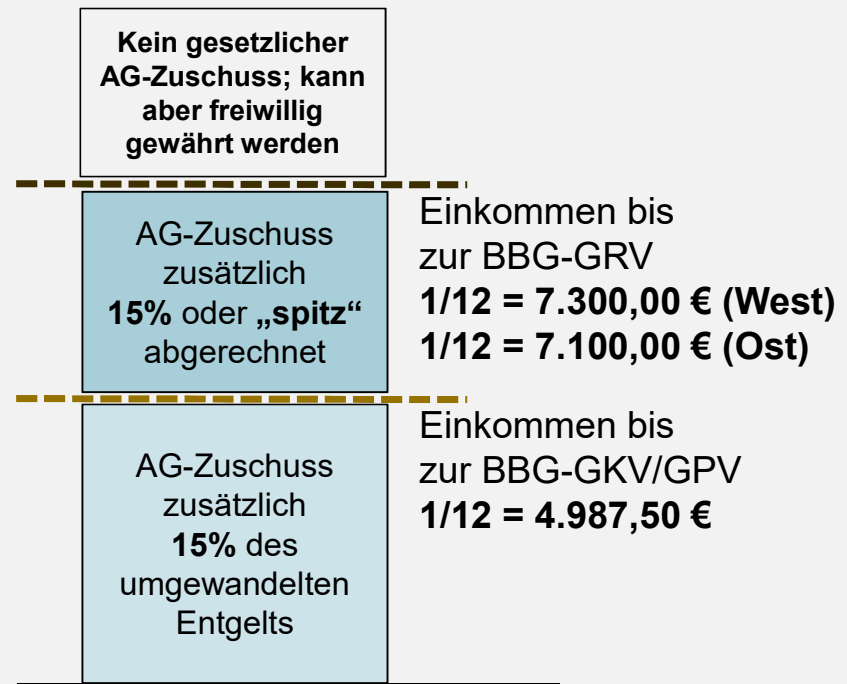 Kein gesetzlicher
AG-Zuschuss; kann
aber freiwillig
gewährt werden
AG-Zuschuss
zusätzlich
15% oder „spitz“
abgerechnet
Einkommen bis
zur BBG-GRV
1/12 = 7.300,00 € (West)
1/12 = 7.100,00 € (Ost)
AG-Zuschuss
zusätzlich
15% des
umgewandelten
Entgelts
Einkommen bis
zur BBG-GKV/GPV
1/12 = 4.987,50 €